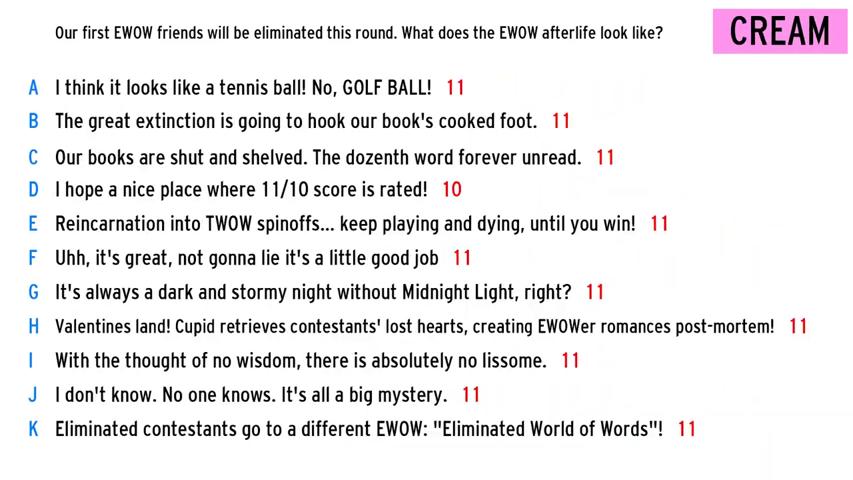 Our first EWOW friends will be eliminated this round. What does the EWOW afterlife look like?
CREAM
A I think it looks like a tennis ball! No, GOLF BALL! 11
B The great extinction is going to hook our book's cooked foot. 11
C Our books are shut and shelved. The dozenth word forever unread. 11
D I hope a nice place where 11/10 score is rated! 10
E Reincarnation into TWOW spinoffs... keep playing and dying, until you win! 11
F Uhh, it's great, not gonna lie it's a little good job 11
G It's always a dark and stormy night without Midnight Light, right? 11
H Valentines land! Cupid retrieves contestants' lost hearts, creating EWOWer romances post-mortem! 11
I With the thought of no wisdom, there is absolutely no lissome. 11
J I don't know. No one knows. It's all a big mystery. 11
K Eliminated contestants go to a different EWOW: "Eliminated World of Words"! 11